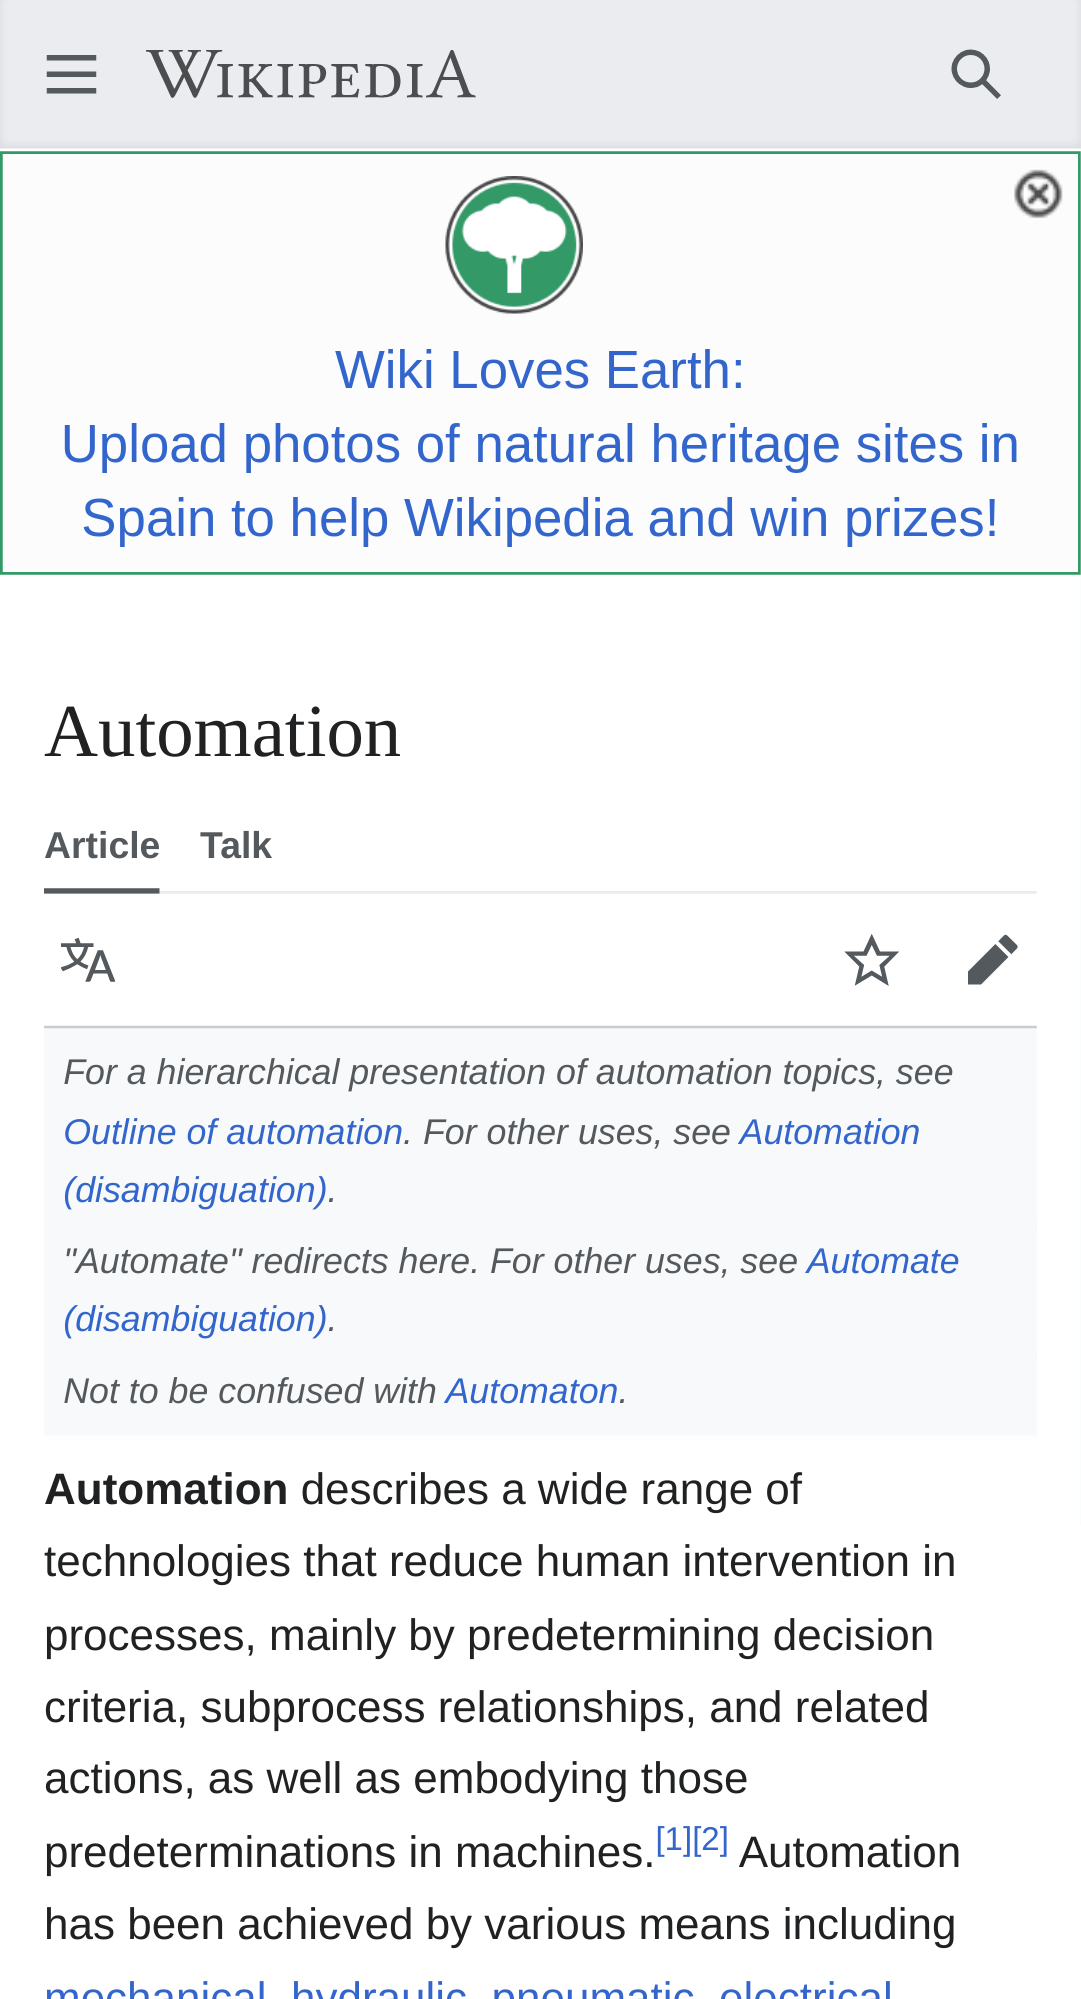 WIKIPEDIA
Wiki Loves Earth:
Upload photos of natural heritage sites in
Spain to help Wikipedia and win prizes!
Automation
Article Talk
For a hierarchical presentation of automation topics, see
Outline of automation. For other uses, see Automation
(disambiguation).
"Automate" redirects here. For other uses, see Automate
(disambiguation).
Not to be confused with Automaton.
Automation describes a wide range of
technologies that reduce human intervention in
processes, mainly by predetermining decision
criteria, subprocess relationships, and related
actions, as well as embodying those
predeterminations in machines.[1][2] Automation
has been achieved by various means including
mechanical, hydraulic, pneumatic, electrical